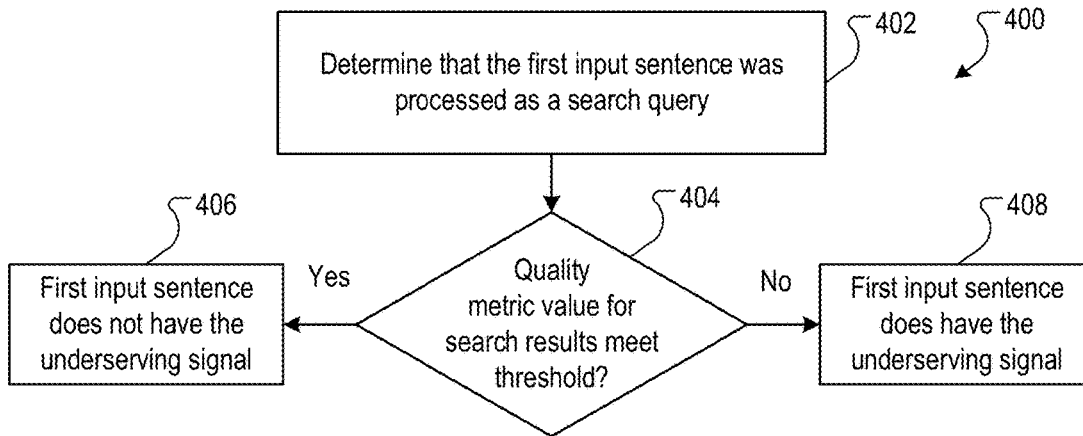 402
400
Determine that the first input sentence was
processed as a search query
406
404
408
Yes
No
First input sentence
does not have the
underserving signal
Quality
metric value for
search results meet
threshold?
First input sentence
does have the
underserving signal